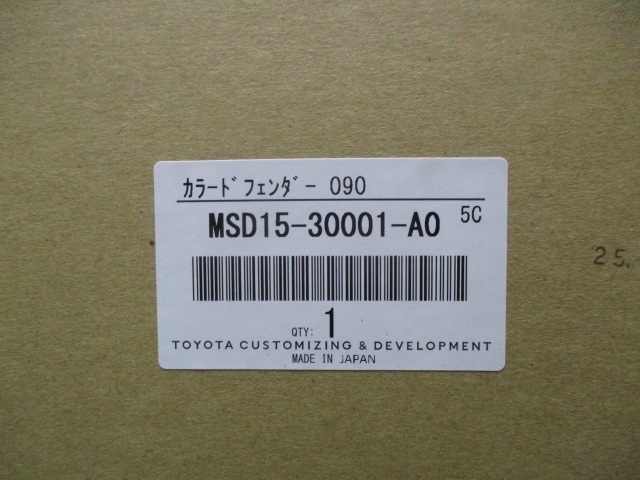 ｶﾗｰﾄﾞﾌｪﾝﾀﾞｰ 090
MSD15-30001-A0 5C
QTY: 1
TOYOTA CUSTOMIZING & DEVELOPMENT
MADE IN JAPAN
25.